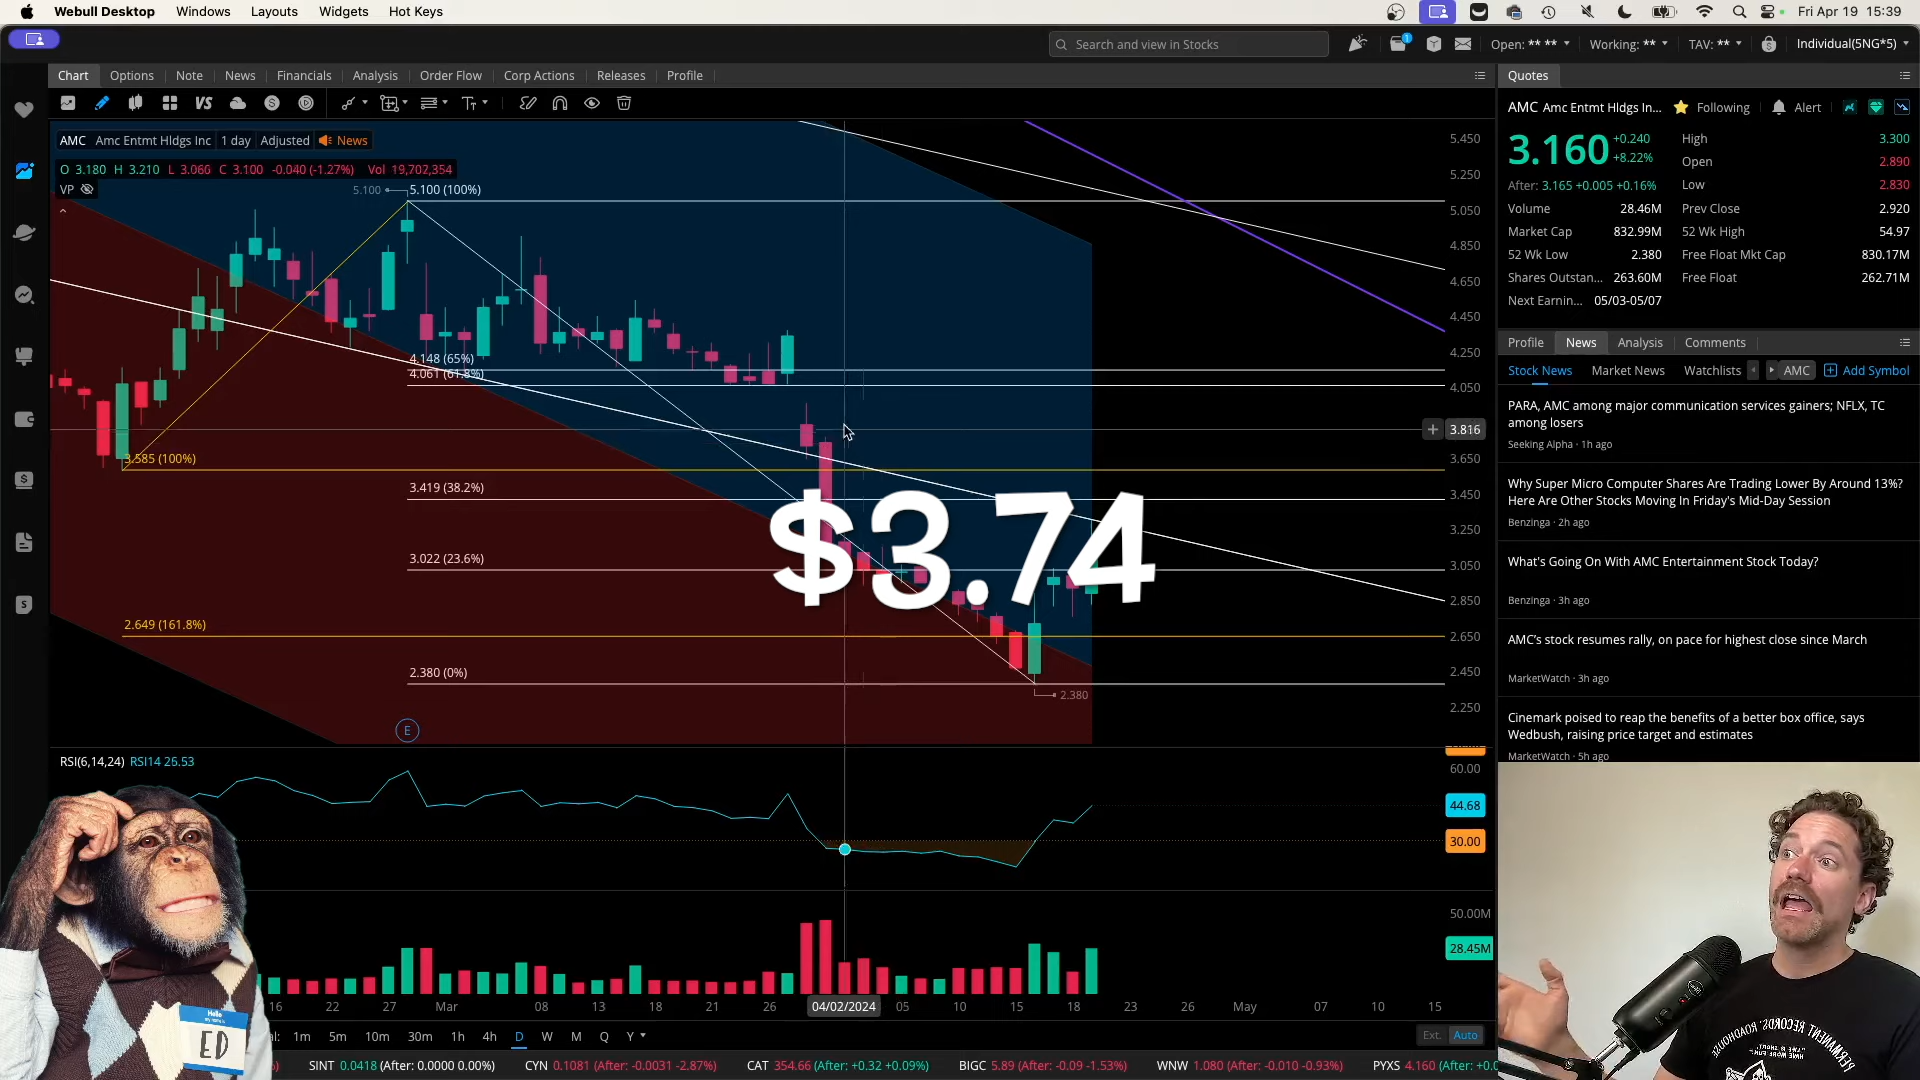 Webull Desktop Windows Layouts Widgets Hot Keys Fri Apr 19 15:39
Search and view in Stocks 1 Open: ** ** Working: ** TAV: ** Individual(5NG*5)
Chart Options Note News Financials Analysis Order Flow Corp Actions Releases Profile
VS S T
AMC Amc Entmt Hldgs Inc 1 day Adjusted News
O 3.180 H 3.210 L 3.066 C 3.100 -0.040 (-1.27%) Vol 19,702,354
VP
5.100 5.100 (100%)
4.148 (65%)
4.061 (61.8%)
3.585 (100%)
3.419 (38.2%)
3.022 (23.6%)
2.649 (161.8%)
2.380 (0%)
2.380
$3.74
E
5.450
5.250
5.050
4.850
4.650
4.450
4.250
4.050
3.816
3.650
3.450
3.250
3.050
2.850
2.650
2.450
2.250
RSI(6,14,24) RSI14 25.53
60.00
44.68
30.00
50.00M
28.45M
16 22 27 Mar 08 13 18 21 26 04/02/2024 05 10 15 18 23 26 May 07 10 15
1m 5m 10m 30m 1h 4h D W M Q Y Ext. Auto
SINT 0.0418 (After: 0.0000 0.00%) CYN 0.1081 (After: -0.0031 -2.87%) CAT 354.66 (After: +0.32 +0.09%) BIGC 5.89 (After: -0.09 -1.53%) WNW 1.080 (After: -0.010 -0.93%) PYXS 4.160 (After: +0.0
Quotes
AMC Amc Entmt Hldgs In... Following Alert
3.160 +0.240
+8.22%
After: 3.165 +0.005 +0.16%
High 3.300
Open 2.890
Low 2.830
Volume 28.46M Prev Close 2.920
Market Cap 832.99M 52 Wk High 54.97
52 Wk Low 2.380 Free Float Mkt Cap 830.17M
Shares Outstan... 263.60M Free Float 262.71M
Next Earnin... 05/03-05/07
Profile News Analysis Comments
Stock News Market News Watchlists AMC Add Symbol
PARA, AMC among major communication services gainers; NFLX, TC
among losers
Seeking Alpha · 1h ago
Why Super Micro Computer Shares Are Trading Lower By Around 13%?
Here Are Other Stocks Moving In Friday's Mid-Day Session
Benzinga · 2h ago
What's Going On With AMC Entertainment Stock Today?
Benzinga · 3h ago
AMC's stock resumes rally, on pace for highest close since March
MarketWatch · 3h ago
Cinemark poised to reap the benefits of a better box office, says
Wedbush, raising price target and estimates
MarketWatch · 5h ago
Hello
ED
PERMANENT RECORDS ROADHOUSE